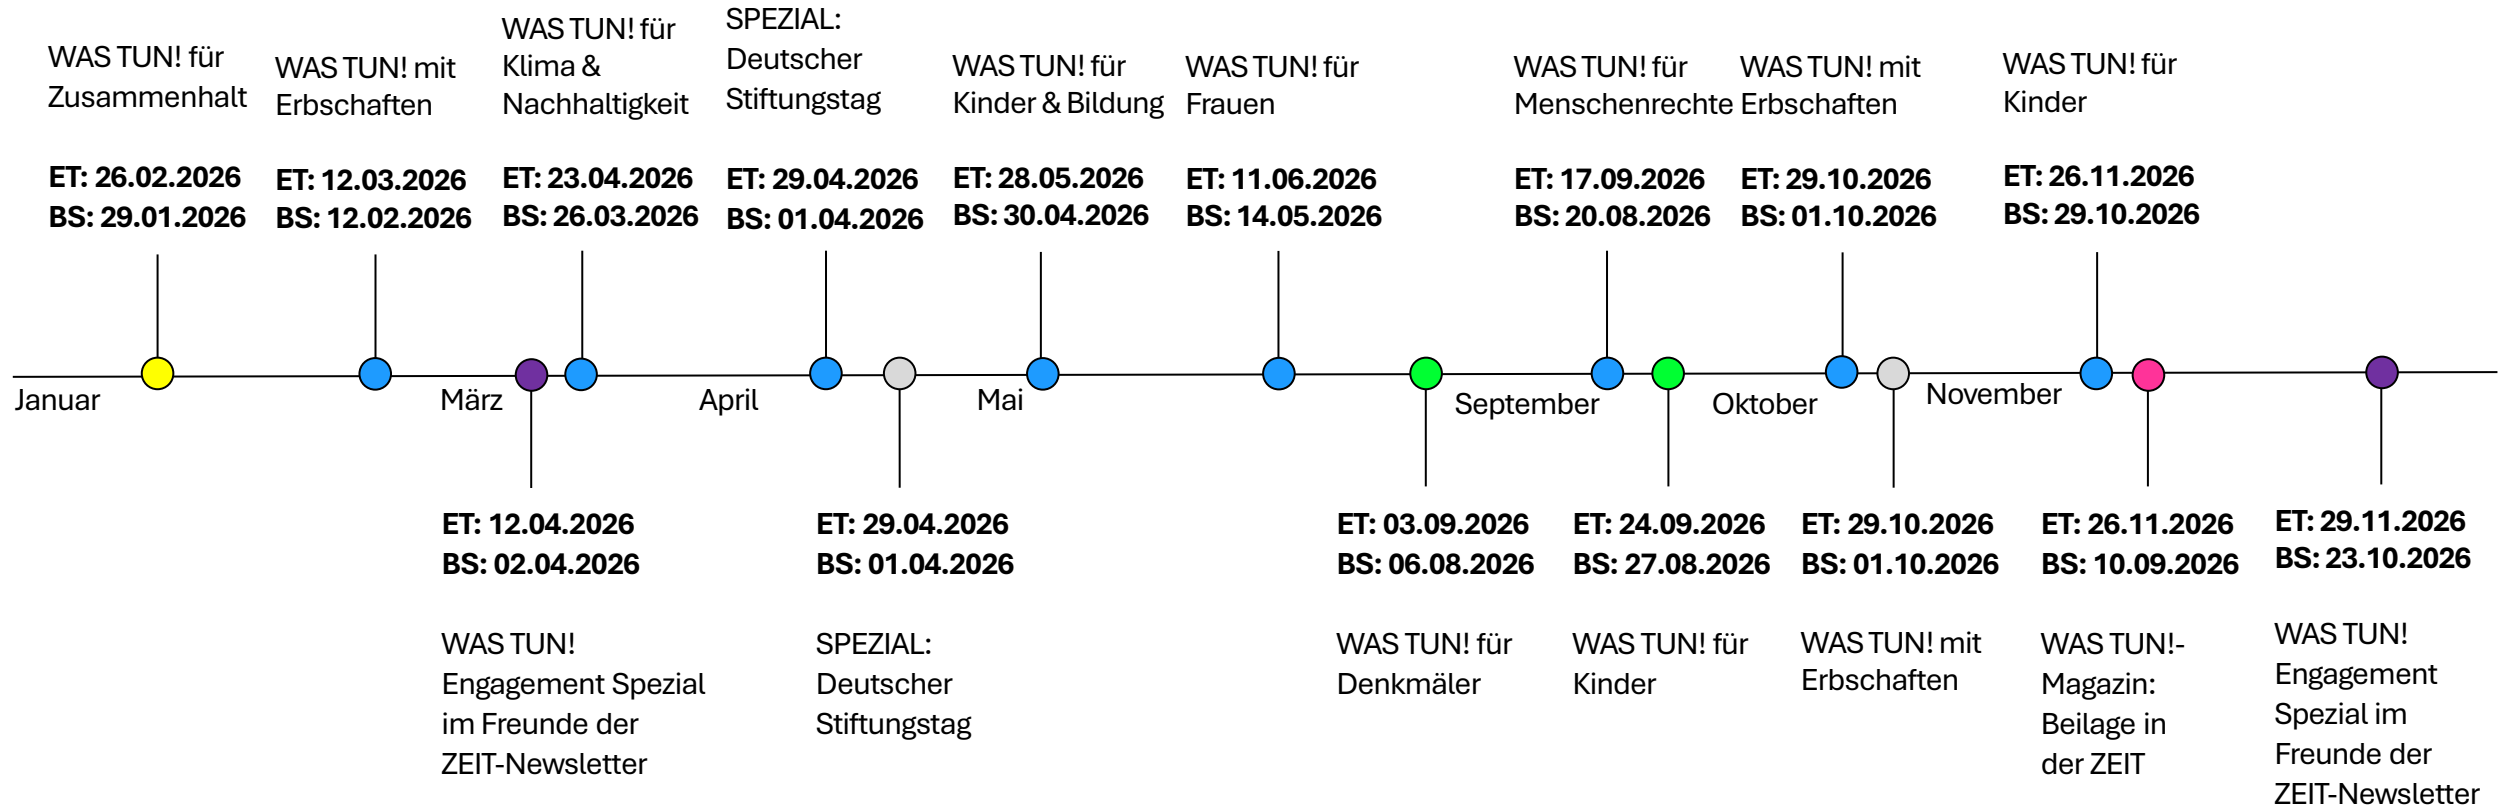 WAS TUN! für
Zusammenhalt
ET: 26.02.2026
BS: 29.01.2026
WAS TUN! mit
Erbschaften
ET: 12.03.2026
BS: 12.02.2026
WAS TUN! für
Klima &
Nachhaltigkeit
ET: 23.04.2026
BS: 26.03.2026
SPEZIAL:
Deutscher
Stiftungstag
ET: 29.04.2026
BS: 01.04.2026
WAS TUN! für
Kinder & Bildung
ET: 28.05.2026
BS: 30.04.2026
WAS TUN! für
Frauen
ET: 11.06.2026
BS: 14.05.2026
WAS TUN! für
Menschenrechte
ET: 17.09.2026
BS: 20.08.2026
WAS TUN! mit
Erbschaften
ET: 29.10.2026
BS: 01.10.2026
WAS TUN! für
Kinder
ET: 26.11.2026
BS: 29.10.2026
Januar
März
April
Mai
September
Oktober
November
ET: 12.04.2026
BS: 02.04.2026
WAS TUN!
Engagement Spezial
im Freunde der
ZEIT-Newsletter
ET: 29.04.2026
BS: 01.04.2026
SPEZIAL:
Deutscher
Stiftungstag
ET: 03.09.2026
BS: 06.08.2026
WAS TUN! für
Denkmäler
ET: 24.09.2026
BS: 27.08.2026
WAS TUN! für
Kinder
ET: 29.10.2026
BS: 01.10.2026
WAS TUN! mit
Erbschaften
ET: 26.11.2026
BS: 10.09.2026
WAS TUN!-
Magazin:
Beilage in
der ZEIT
ET: 29.11.2026
BS: 23.10.2026
WAS TUN!
Engagement
Spezial im
Freunde der
ZEIT-Newsletter